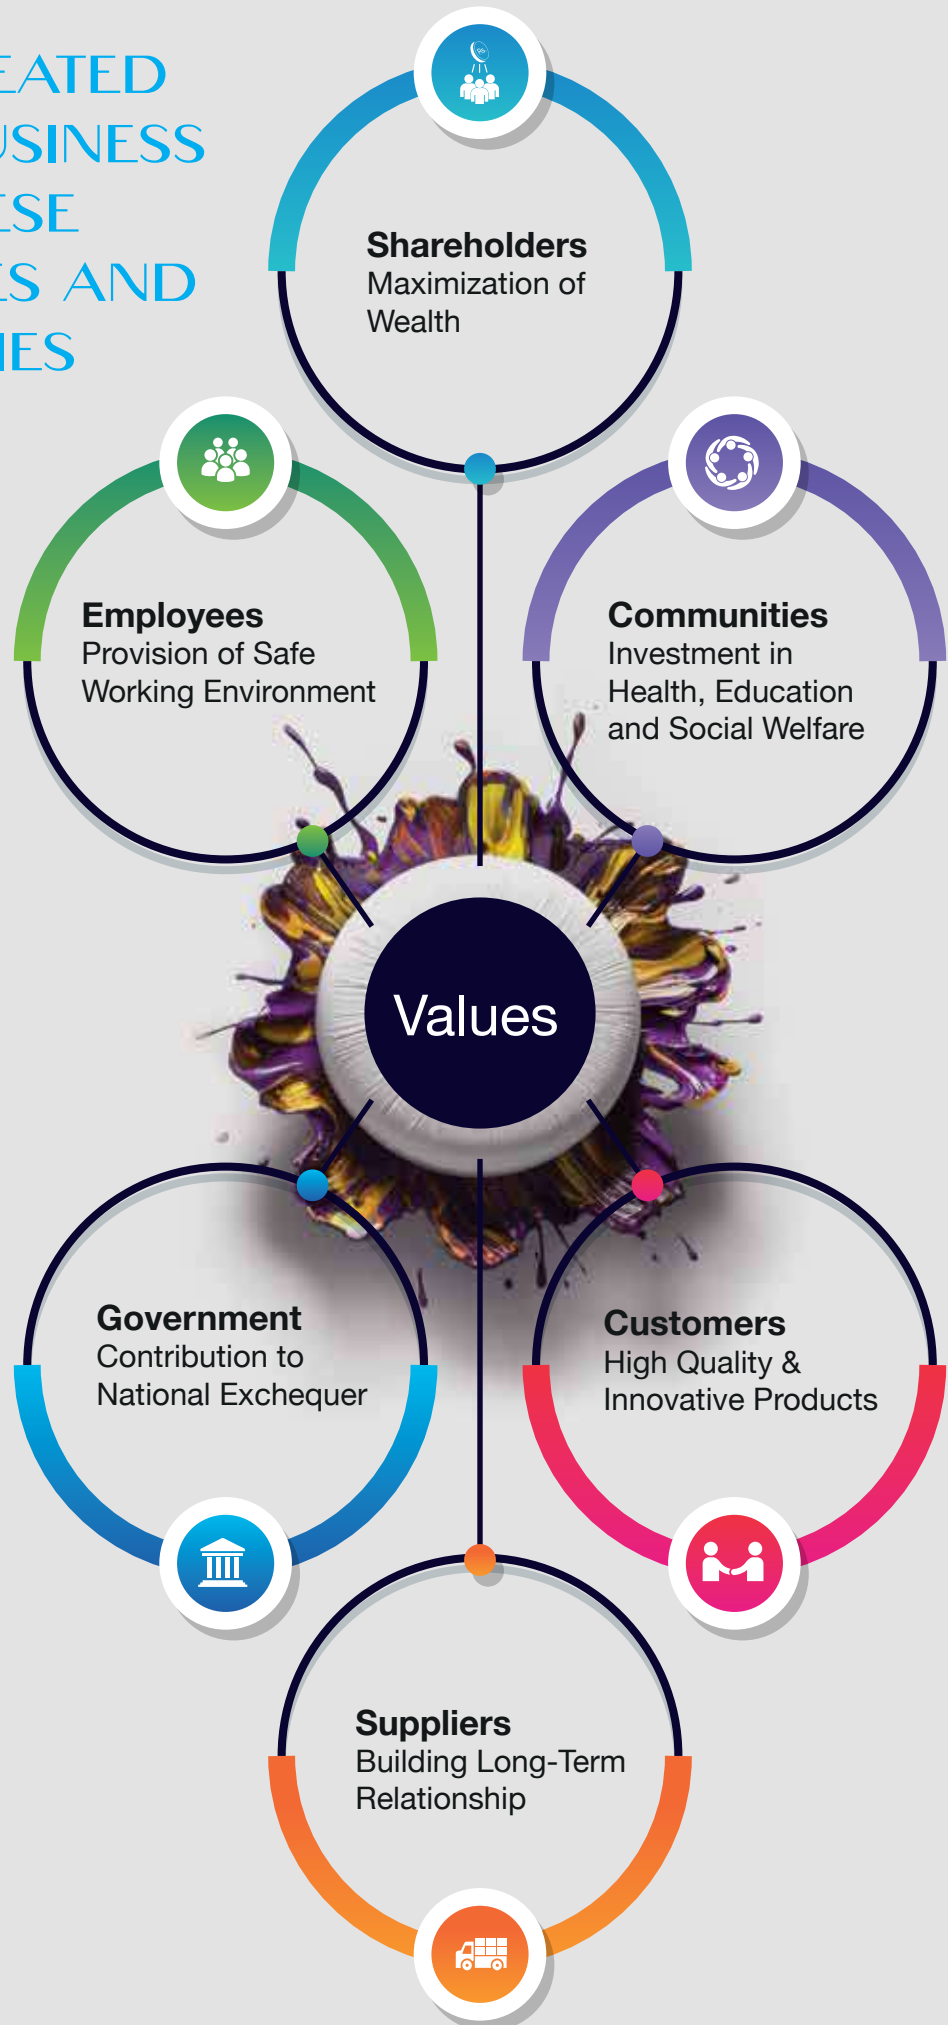 EATED
USINESS
ESE
ES AND
IES
Shareholders
Maximization of
Wealth
Employees
Provision of Safe
Working Environment
Communities
Investment in
Health, Education
and Social Welfare
Values
Government
Contribution to
National Exchequer
Customers
High Quality &
Innovative Products
Suppliers
Building Long-Term
Relationship